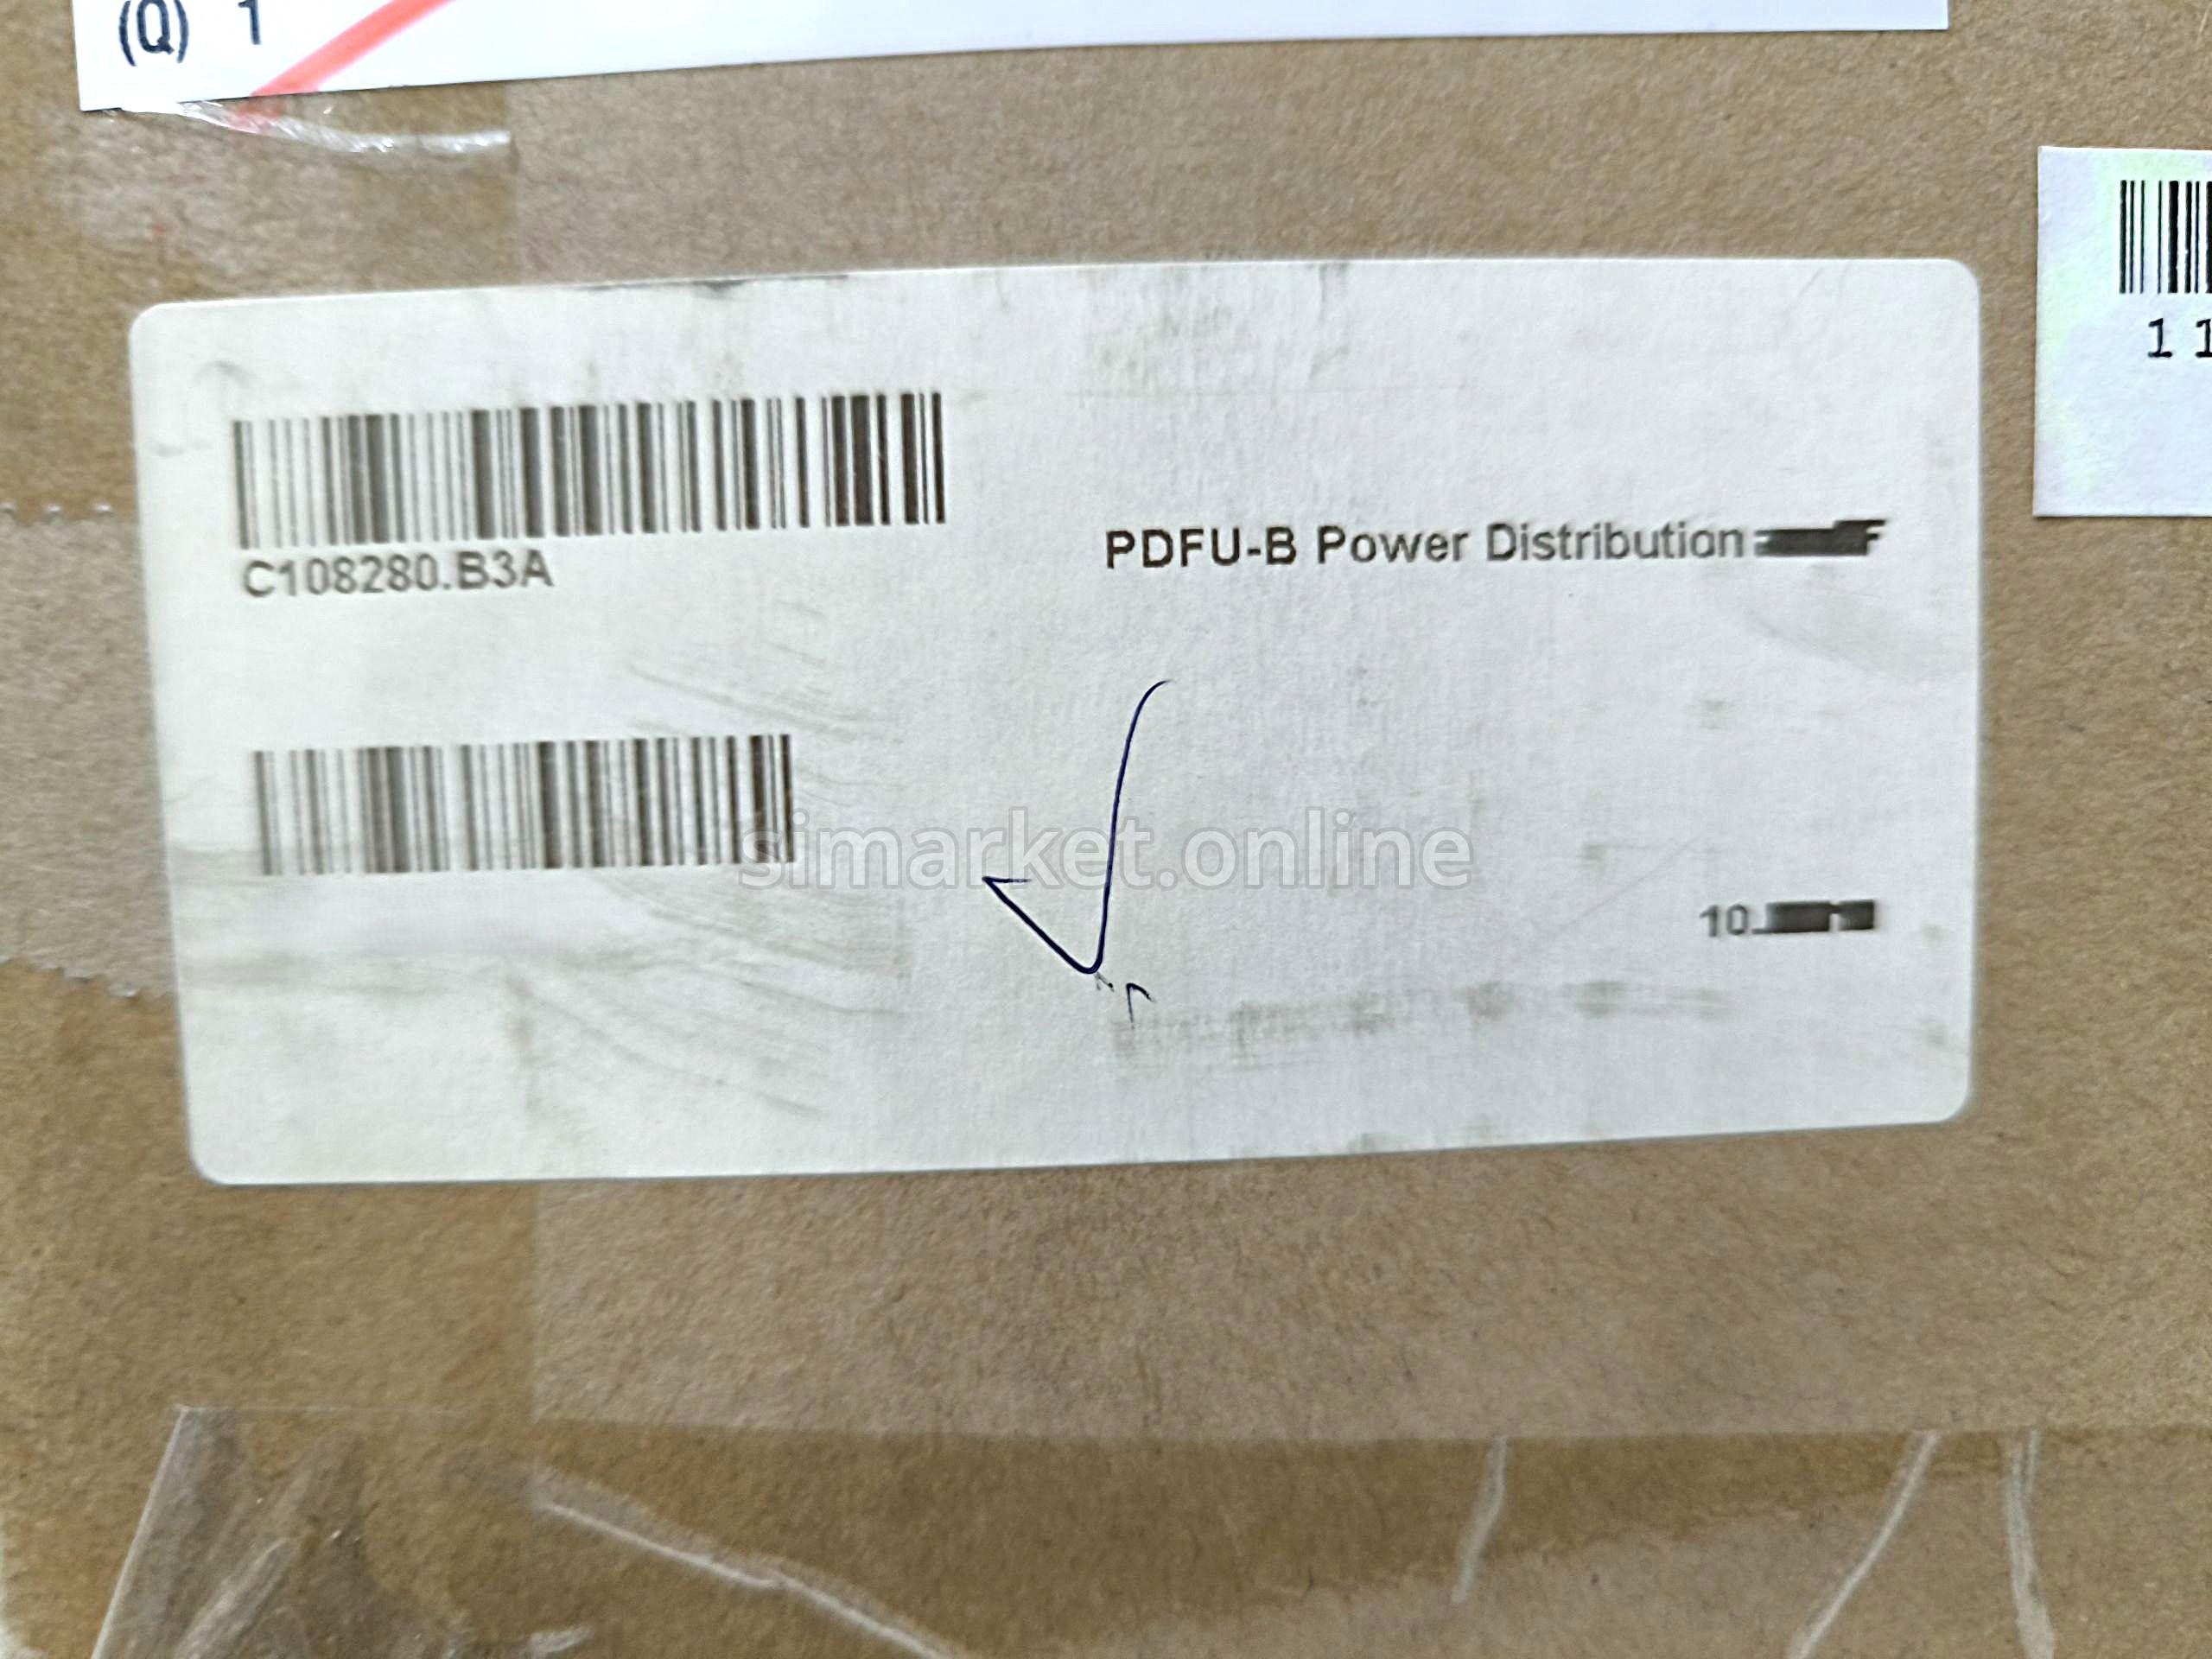 (Q) 1
1 1
C108280.B3A
PDFU-B Power Distribution
simarket.online
10.